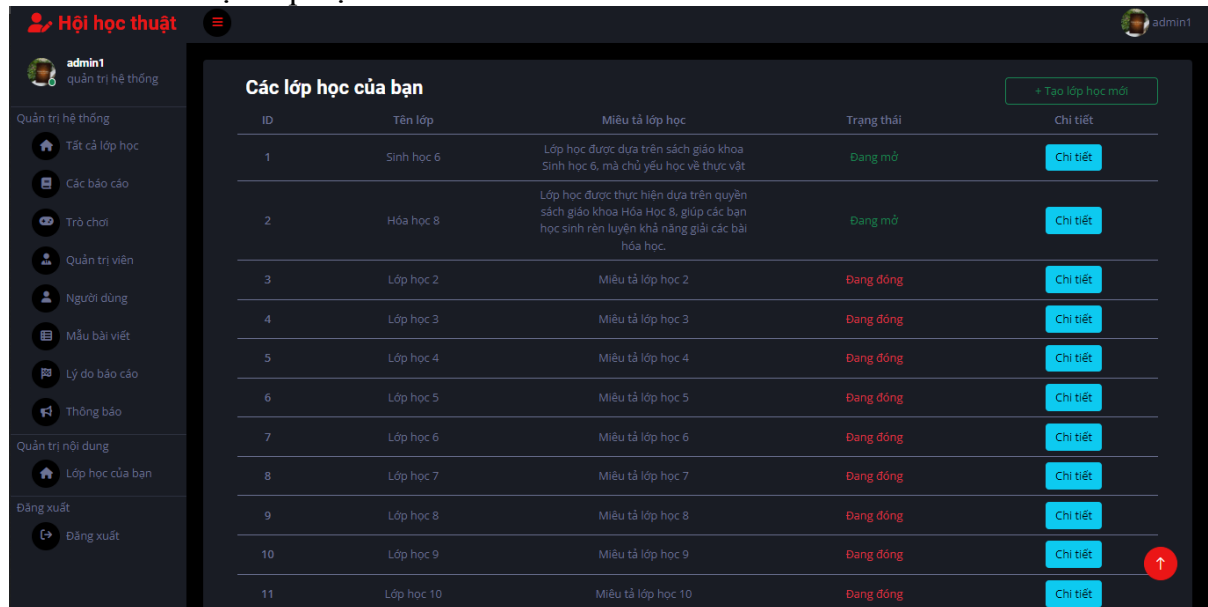 Hội học thuật
admin1
admin1
quản trị hệ thống
Quản trị hệ thống
Tất cả lớp học
Các báo cáo
Trò chơi
Quản trị viên
Người dùng
Mẫu bài viết
Lý do báo cáo
Thông báo
Quản trị nội dung
Lớp học của bạn
Đăng xuất
Đăng xuất
Các lớp học của bạn
+ Tạo lớp học mới
ID Tên lớp Miêu tả lớp học Trạng thái Chi tiết
1 Sinh học 6 Lớp học được dựa trên sách giáo khoa
Sinh học 6, mà chủ yếu học về thực vật Đang mở Chi tiết
2 Hóa học 8 Lớp học được thực hiện dựa trên quyền
sách giáo khoa Hóa Học 8, giúp các bạn
học sinh rèn luyện khả năng giải các bài
hóa học. Đang mở Chi tiết
3 Lớp học 2 Miêu tả lớp học 2 Đang đóng Chi tiết
4 Lớp học 3 Miêu tả lớp học 3 Đang đóng Chi tiết
5 Lớp học 4 Miêu tả lớp học 4 Đang đóng Chi tiết
6 Lớp học 5 Miêu tả lớp học 5 Đang đóng Chi tiết
7 Lớp học 6 Miêu tả lớp học 6 Đang đóng Chi tiết
8 Lớp học 7 Miêu tả lớp học 7 Đang đóng Chi tiết
9 Lớp học 8 Miêu tả lớp học 8 Đang đóng Chi tiết
10 Lớp học 9 Miêu tả lớp học 9 Đang đóng Chi tiết
11 Lớp học 10 Miêu tả lớp học 10 Đang đóng Chi tiết